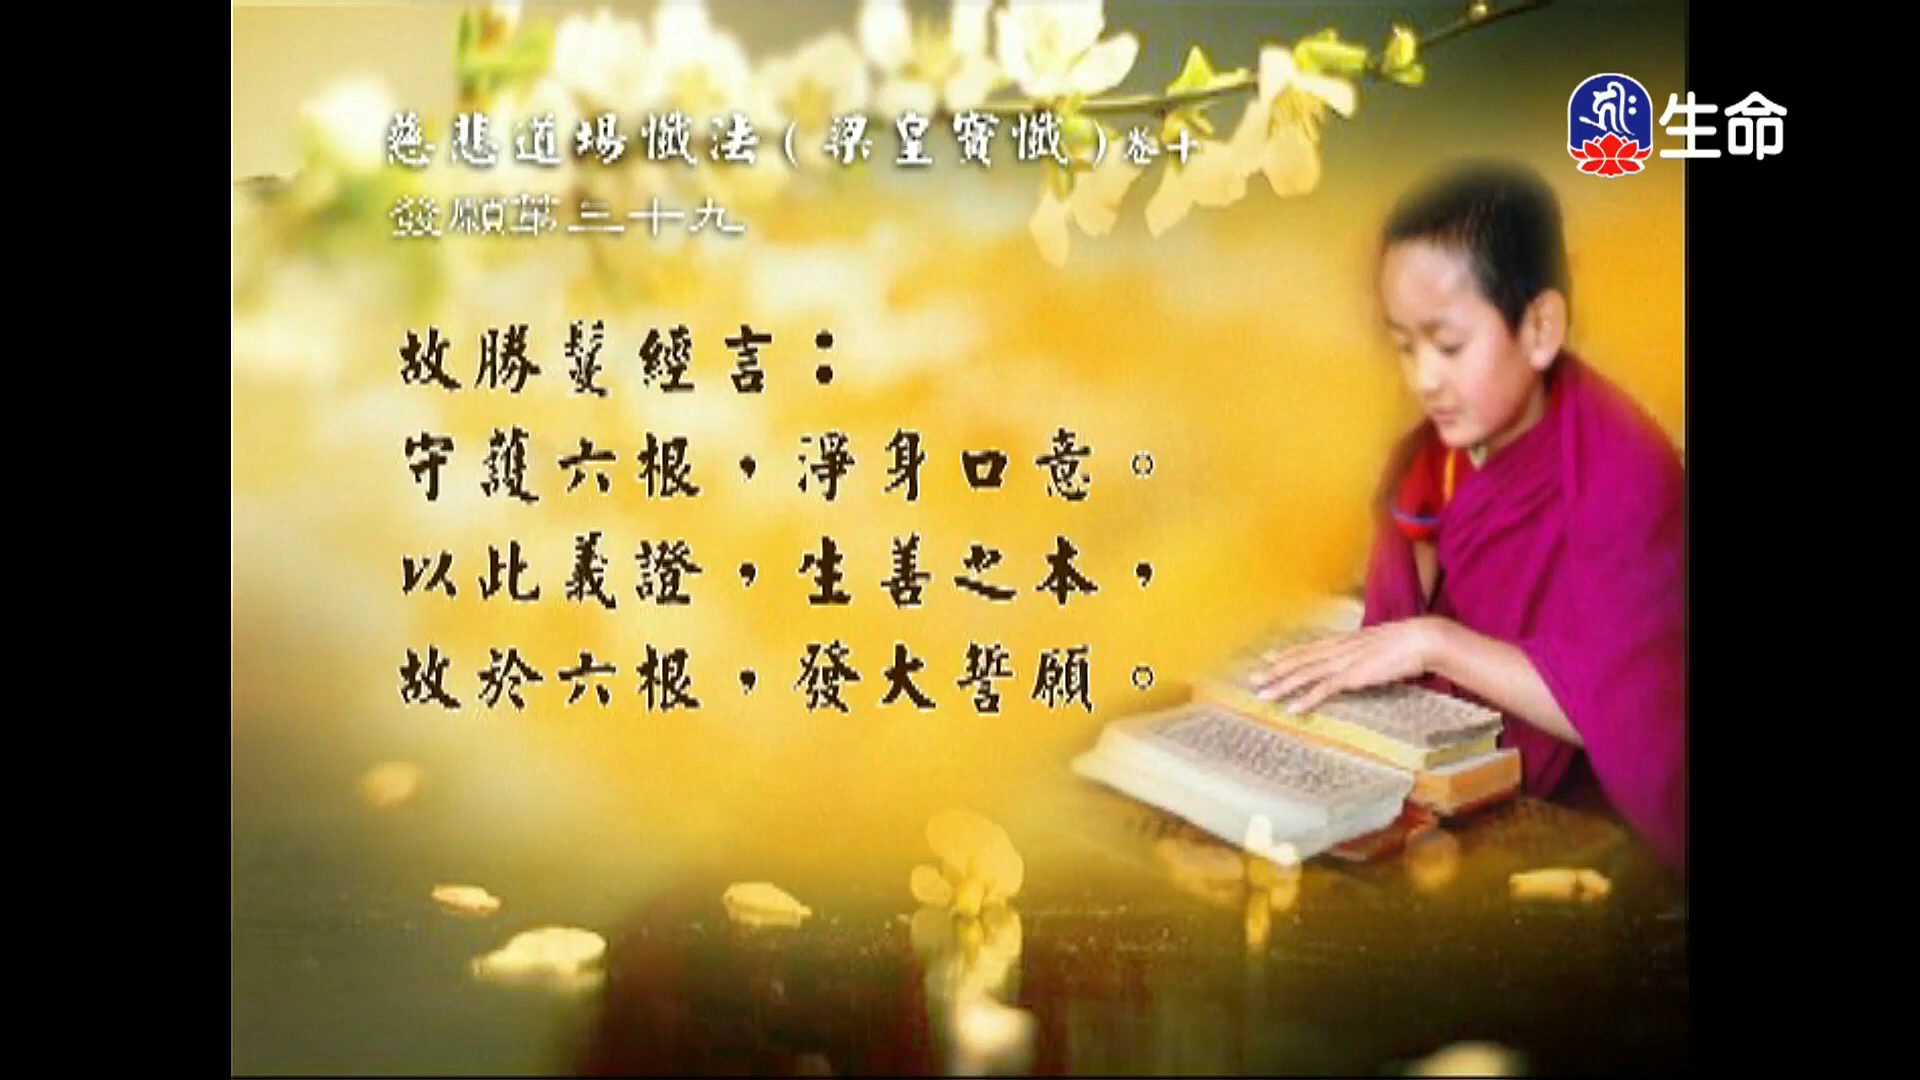 慈悲道場懺法（梁皇寶懺）卷十
發願第三十九
生命
故勝鬘經言：
守護六根，淨身口意。
以此義證，生善之本，
故於六根，發大誓願。